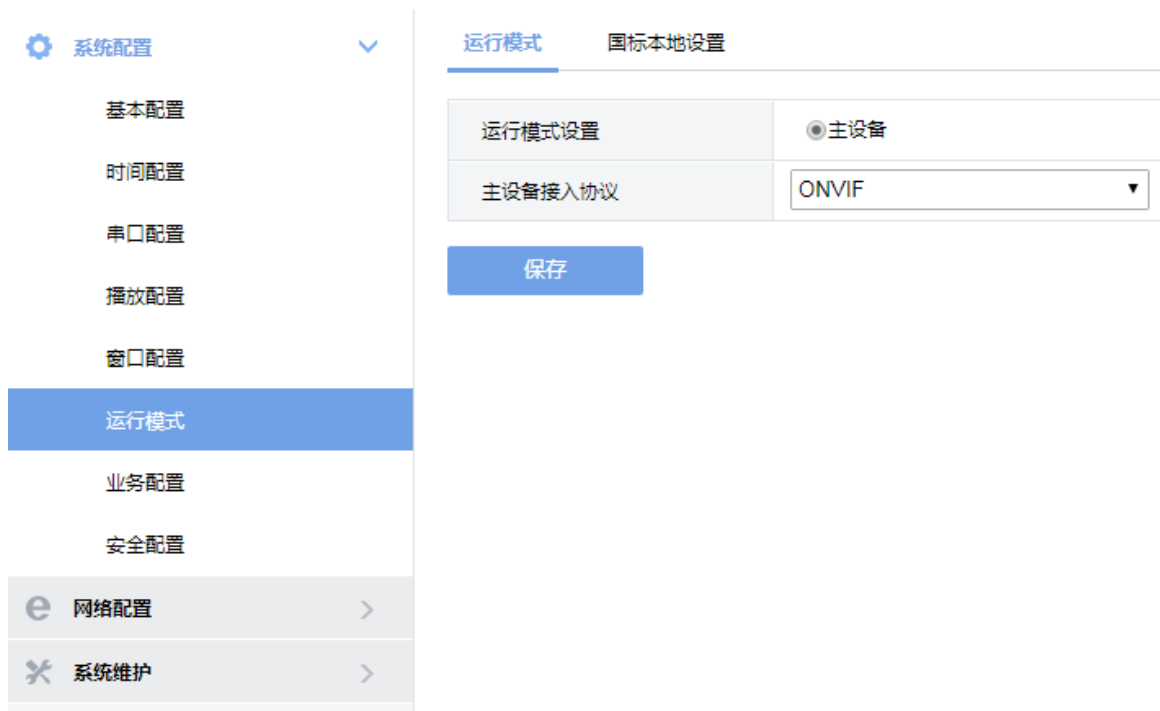 系统配置
基本配置
时间配置
串口配置
播放配置
窗口配置
运行模式
业务配置
安全配置
网络配置
系统维护
运行模式 国标本地设置
运行模式设置 主设备
主设备接入协议 ONVIF
保存